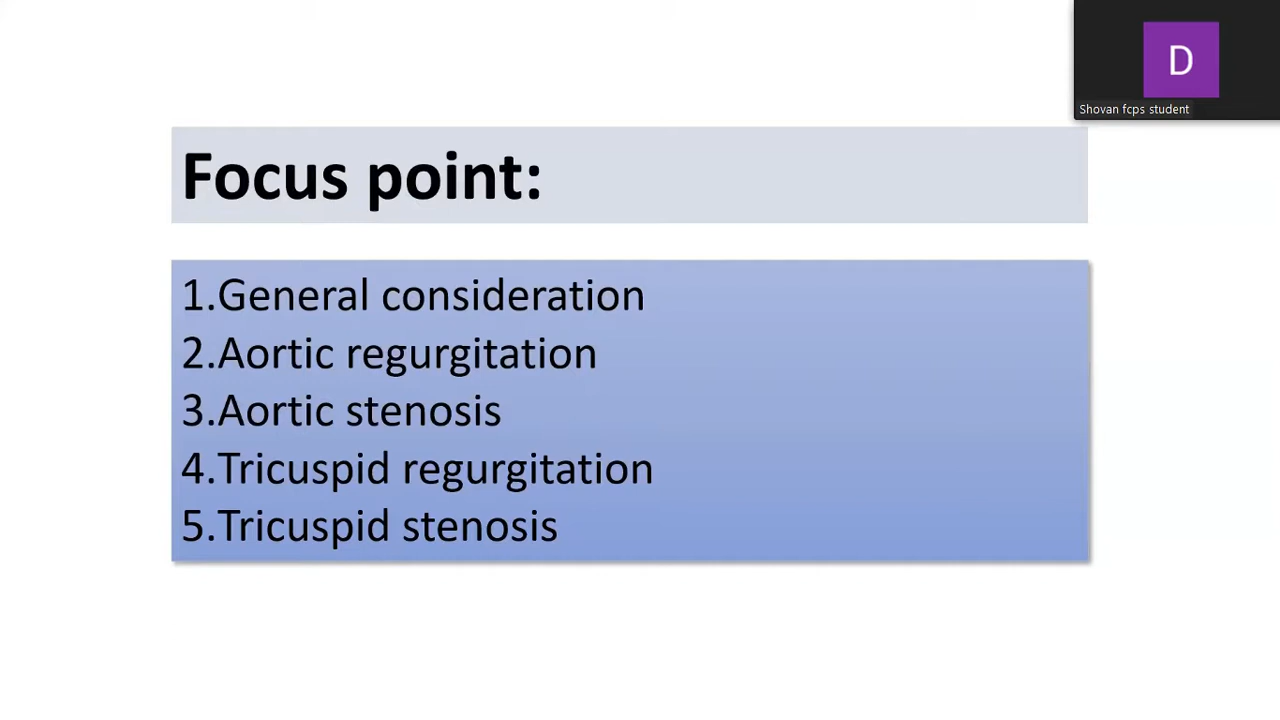 D
Shovan fcps student
Focus point:
1.General consideration
2.Aortic regurgitation
3.Aortic stenosis
4.Tricuspid regurgitation
5.Tricuspid stenosis